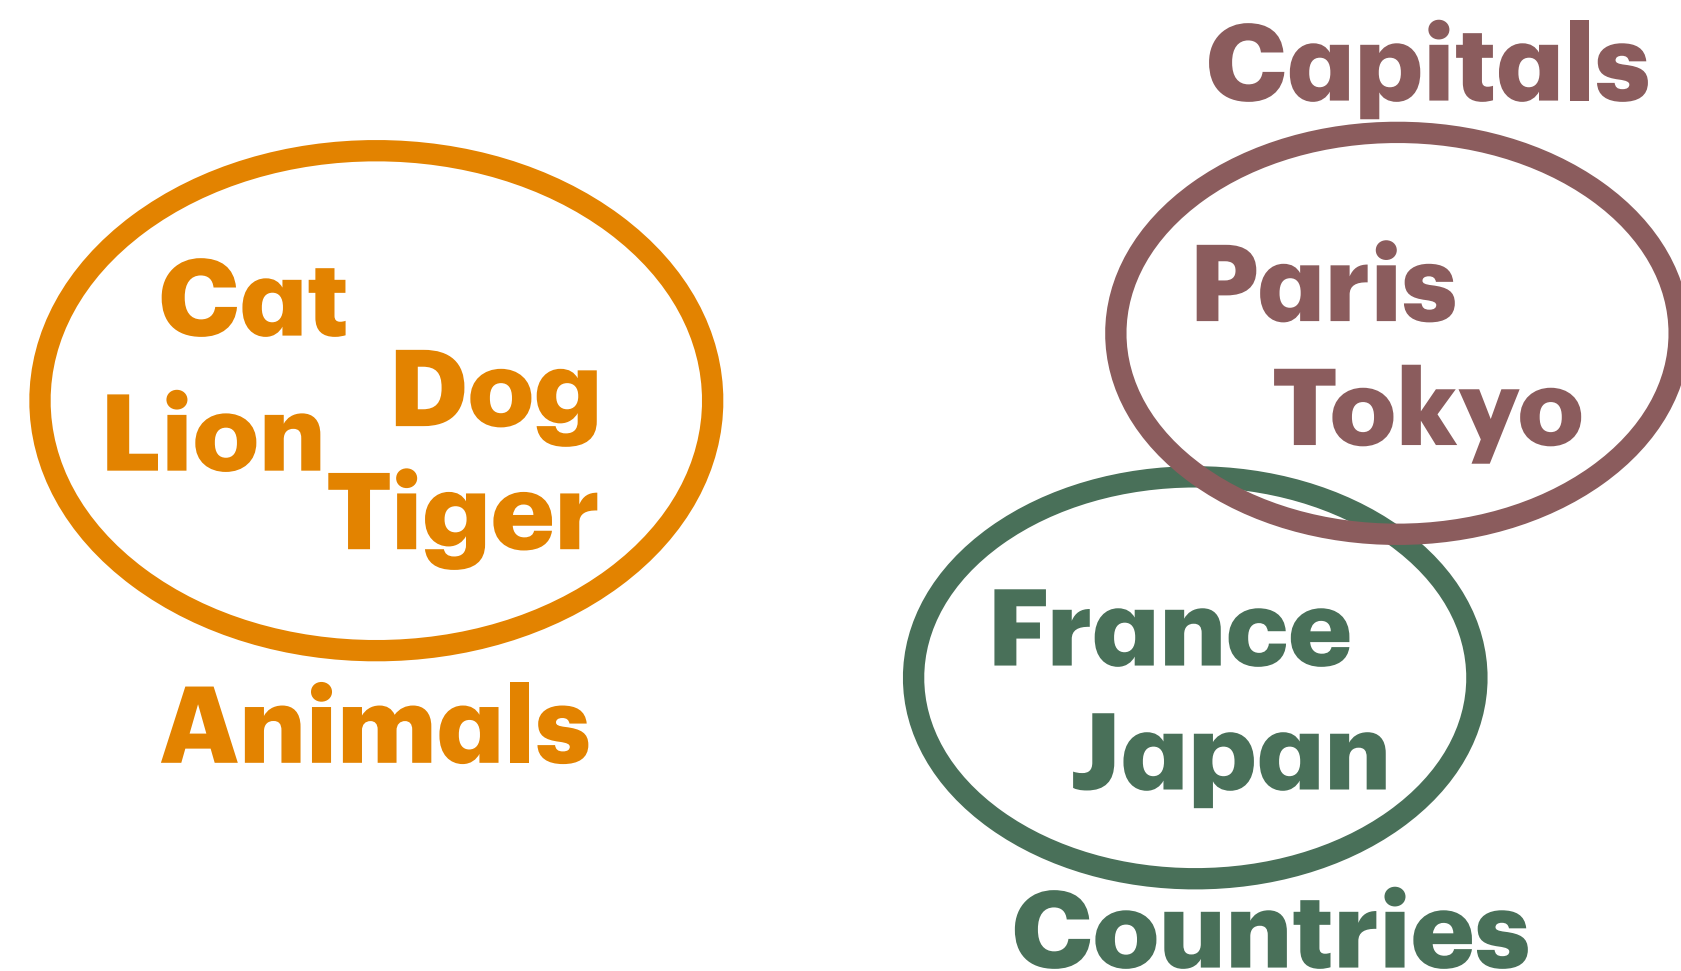 Cat
Dog
Lion
Tiger
Animals
Capitals
Paris
Tokyo
France
Japan
Countries